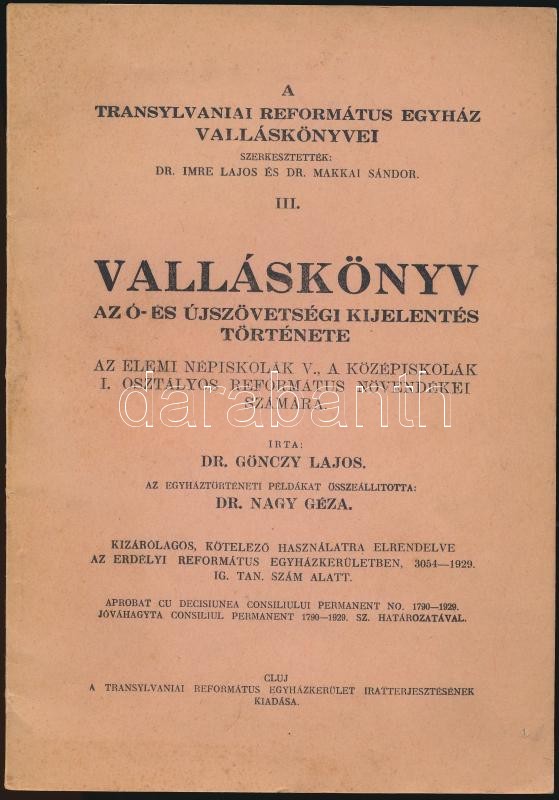 A
TRANSYLVANIAI REFORMÁTUS EGYHÁZ
VALLÁSKÖNYVEI
SZERKESZTETTÉK:
DR. IMRE LAJOS ÉS DR. MAKKAI SÁNDOR.
III.
VALLÁSKÖNYV
AZ Ó- ÉS ÚJSZÖVETSÉGI KIJELENTÉS
TÖRTÉNETE
AZ ELEMI NÉPISKOLÁK V., A KÖZÉPISKOLÁK
I. OSZTÁLYOS REFORMÁTUS NÖVENDÉKEI
SZÁMÁRA.
darabanth
IRTA:
DR. GÖNCZY LAJOS.
AZ EGYHÁZTÖRTÉNETI PÉLDÁKAT ÖSSZEÁLLITOTTA:
DR. NAGY GÉZA.
KIZÁRÓLAGOS, KÖTELEZŐ HASZNÁLATRA ELRENDELVE
AZ ERDÉLYI REFORMÁTUS EGYHÁZKERÜLETBEN, 3054—1929.
IG. TAN. SZÁM ALATT.
APROBAT CU DECISIUNEA CONSILIULUI PERMANENT NO. 1790—1929.
JÓVÁHAGYTA CONSILIUL PERMANENT 1790—1929. SZ. HATÁROZATÁVAL.
CLUJ
A TRANSYLVANIAI REFORMÁTUS EGYHÁZKERÜLET IRATTERJESZTÉSÉNEK
KIADÁSA.